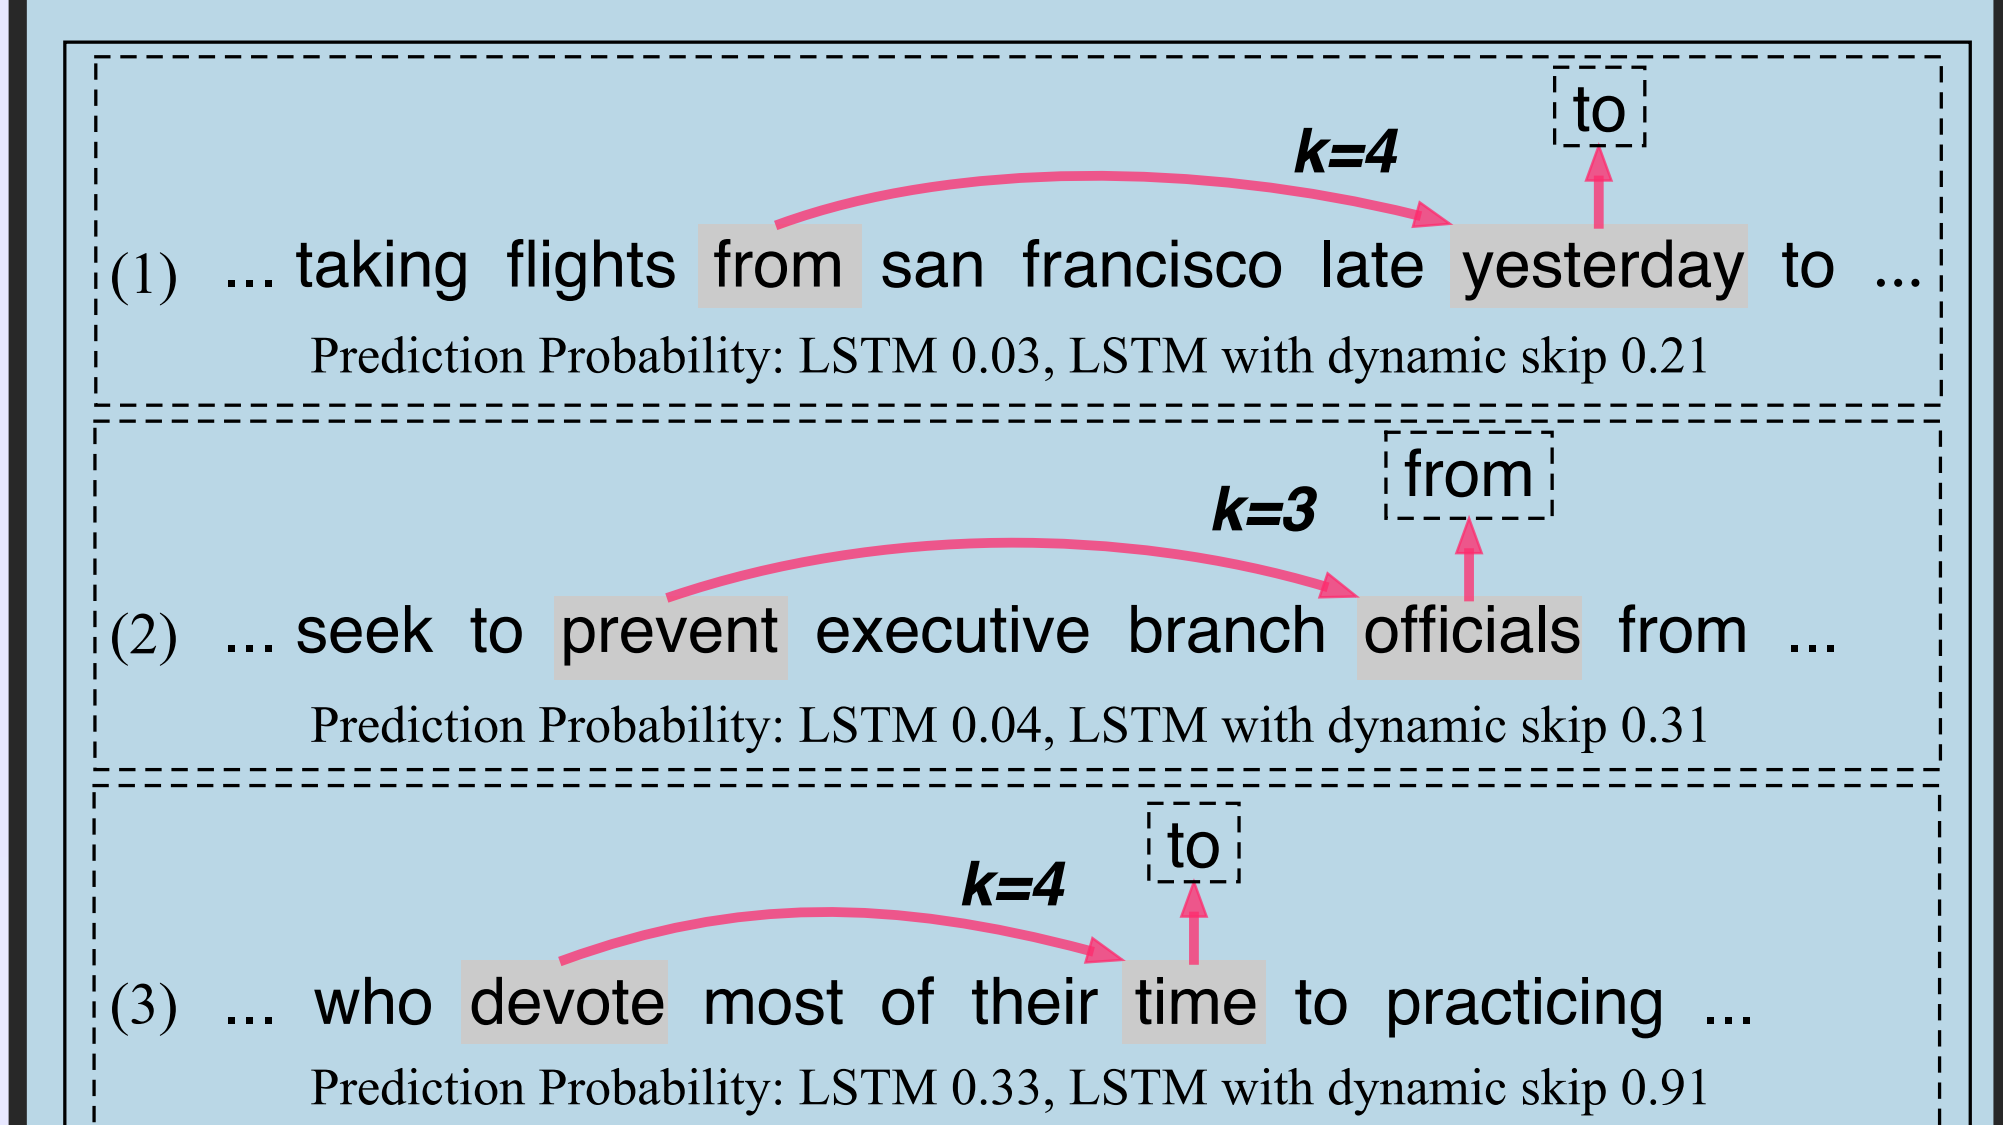 to
k=4
(1) ... taking flights from san francisco late yesterday to ...
Prediction Probability: LSTM 0.03, LSTM with dynamic skip 0.21
from
k=3
(2) ... seek to prevent executive branch officials from ...
Prediction Probability: LSTM 0.04, LSTM with dynamic skip 0.31
to
k=4
(3) ... who devote most of their time to practicing ...
Prediction Probability: LSTM 0.33, LSTM with dynamic skip 0.91